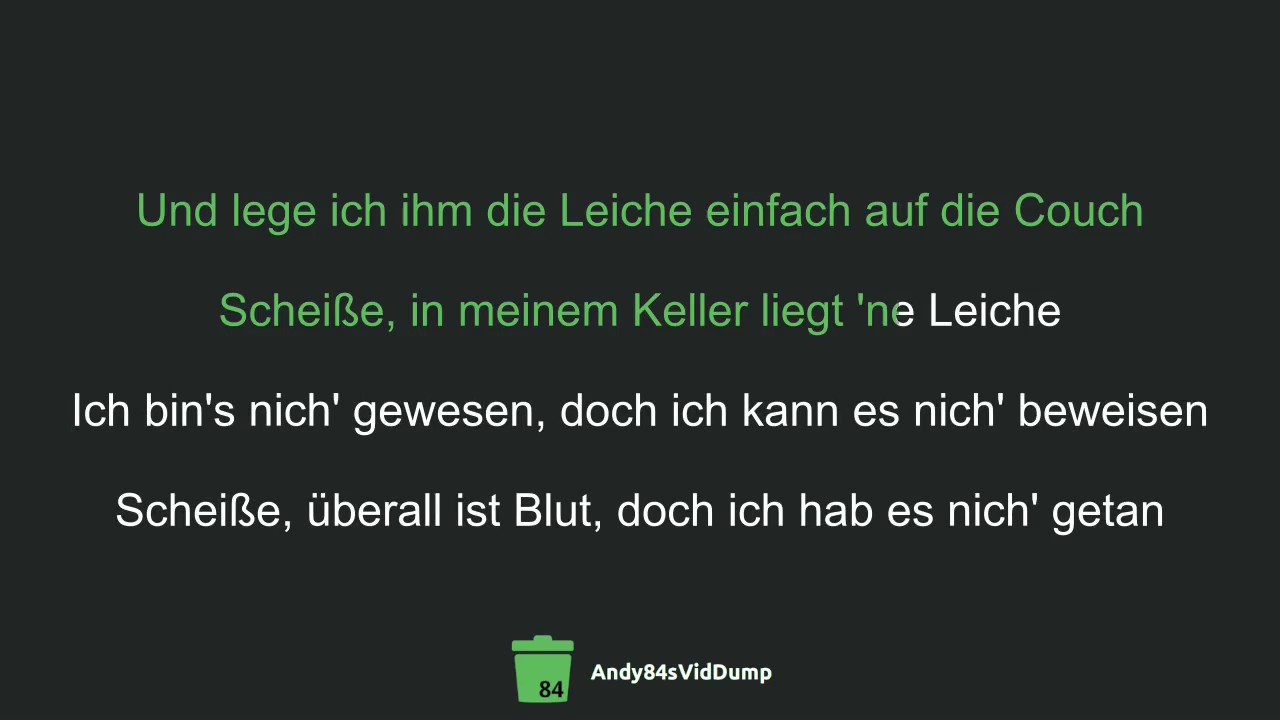 Und lege ich ihm die Leiche einfach auf die Couch
Scheiße, in meinem Keller liegt 'ne Leiche
Ich bin's nich' gewesen, doch ich kann es nich' beweisen
Scheiße, überall ist Blut, doch ich hab es nich' getan
84
Andy84sVidDump